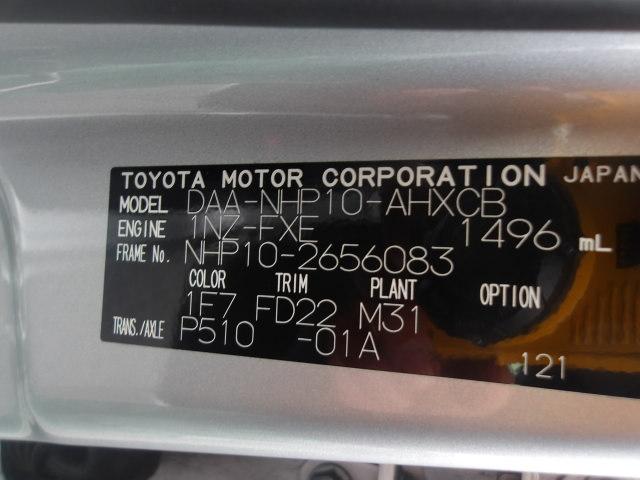 TOYOTA MOTOR CORPORATION JAPAN
MODEL DAA-NHP10-AHXCB
ENGINE 1NZ-FXE 1496 mL
FRAME No. NHP10-2656083
COLOR TRIM PLANT OPTION
1F7 FD22 M31
TRANS./AXLE P510 -01A
121